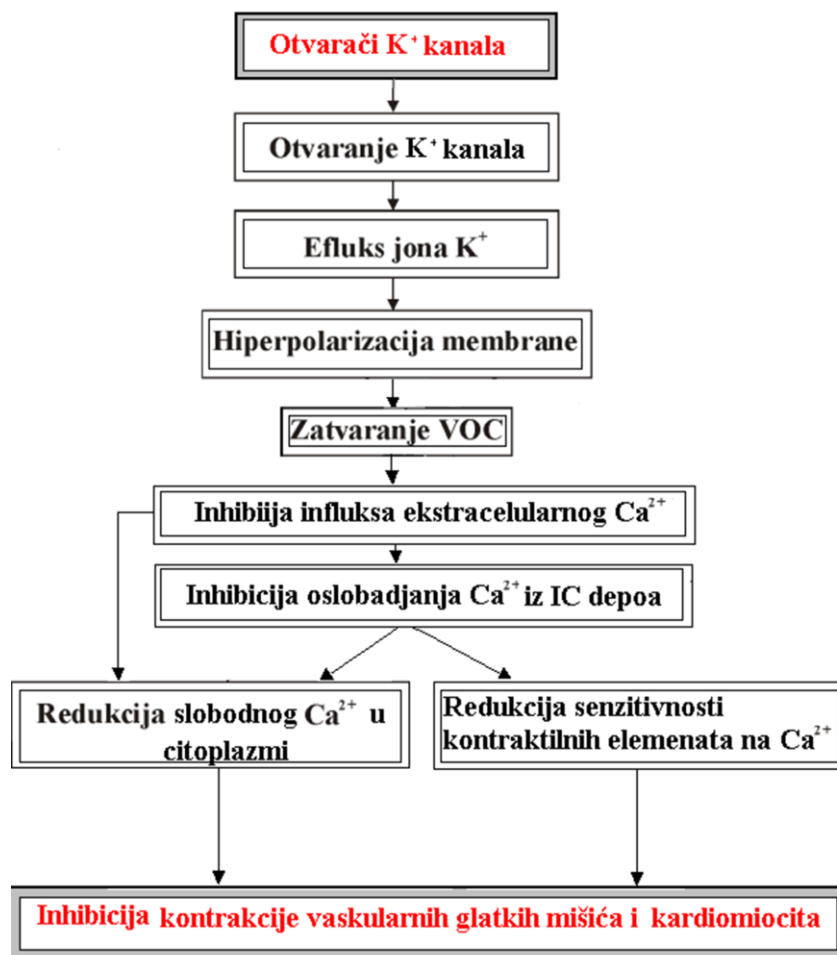 Otvarači K⁺ kanala
Otvaranje K⁺ kanala
Efluks jona K⁺
Hiperpolarizacija membrane
Zatvaranje VOC
Inhibiija influksa ekstracelularnog Ca²⁺
Inhibicija oslobadjanja Ca²⁺ iz IC depoa
Redukcija slobodnog Ca²⁺ u
citoplazmi
Redukcija senzitivnosti
kontraktilnih elemenata na Ca²⁺
Inhibicija kontrakcije vaskularnih glatkih mišića i kardiomiocita